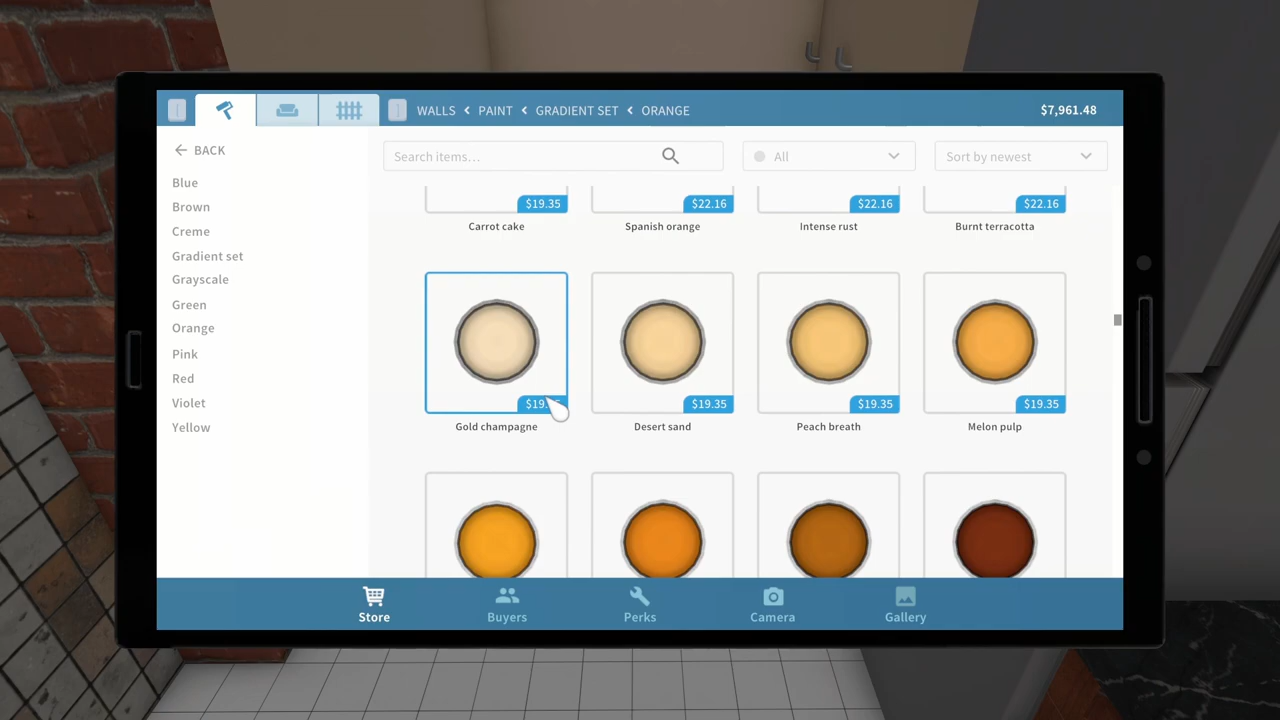 WALLS < PAINT < GRADIENT SET < ORANGE
$7,961.48
BACK
Search items...
All
Sort by newest
Blue
Brown
Creme
Gradient set
Grayscale
Green
Orange
Pink
Red
Violet
Yellow
$19.35 $22.16 $22.16 $22.16
Carrot cake Spanish orange Intense rust Burnt terracotta
$19.35 $19.35 $19.35
Gold champagne Desert sand Peach breath Melon pulp
Store Buyers Perks Camera Gallery